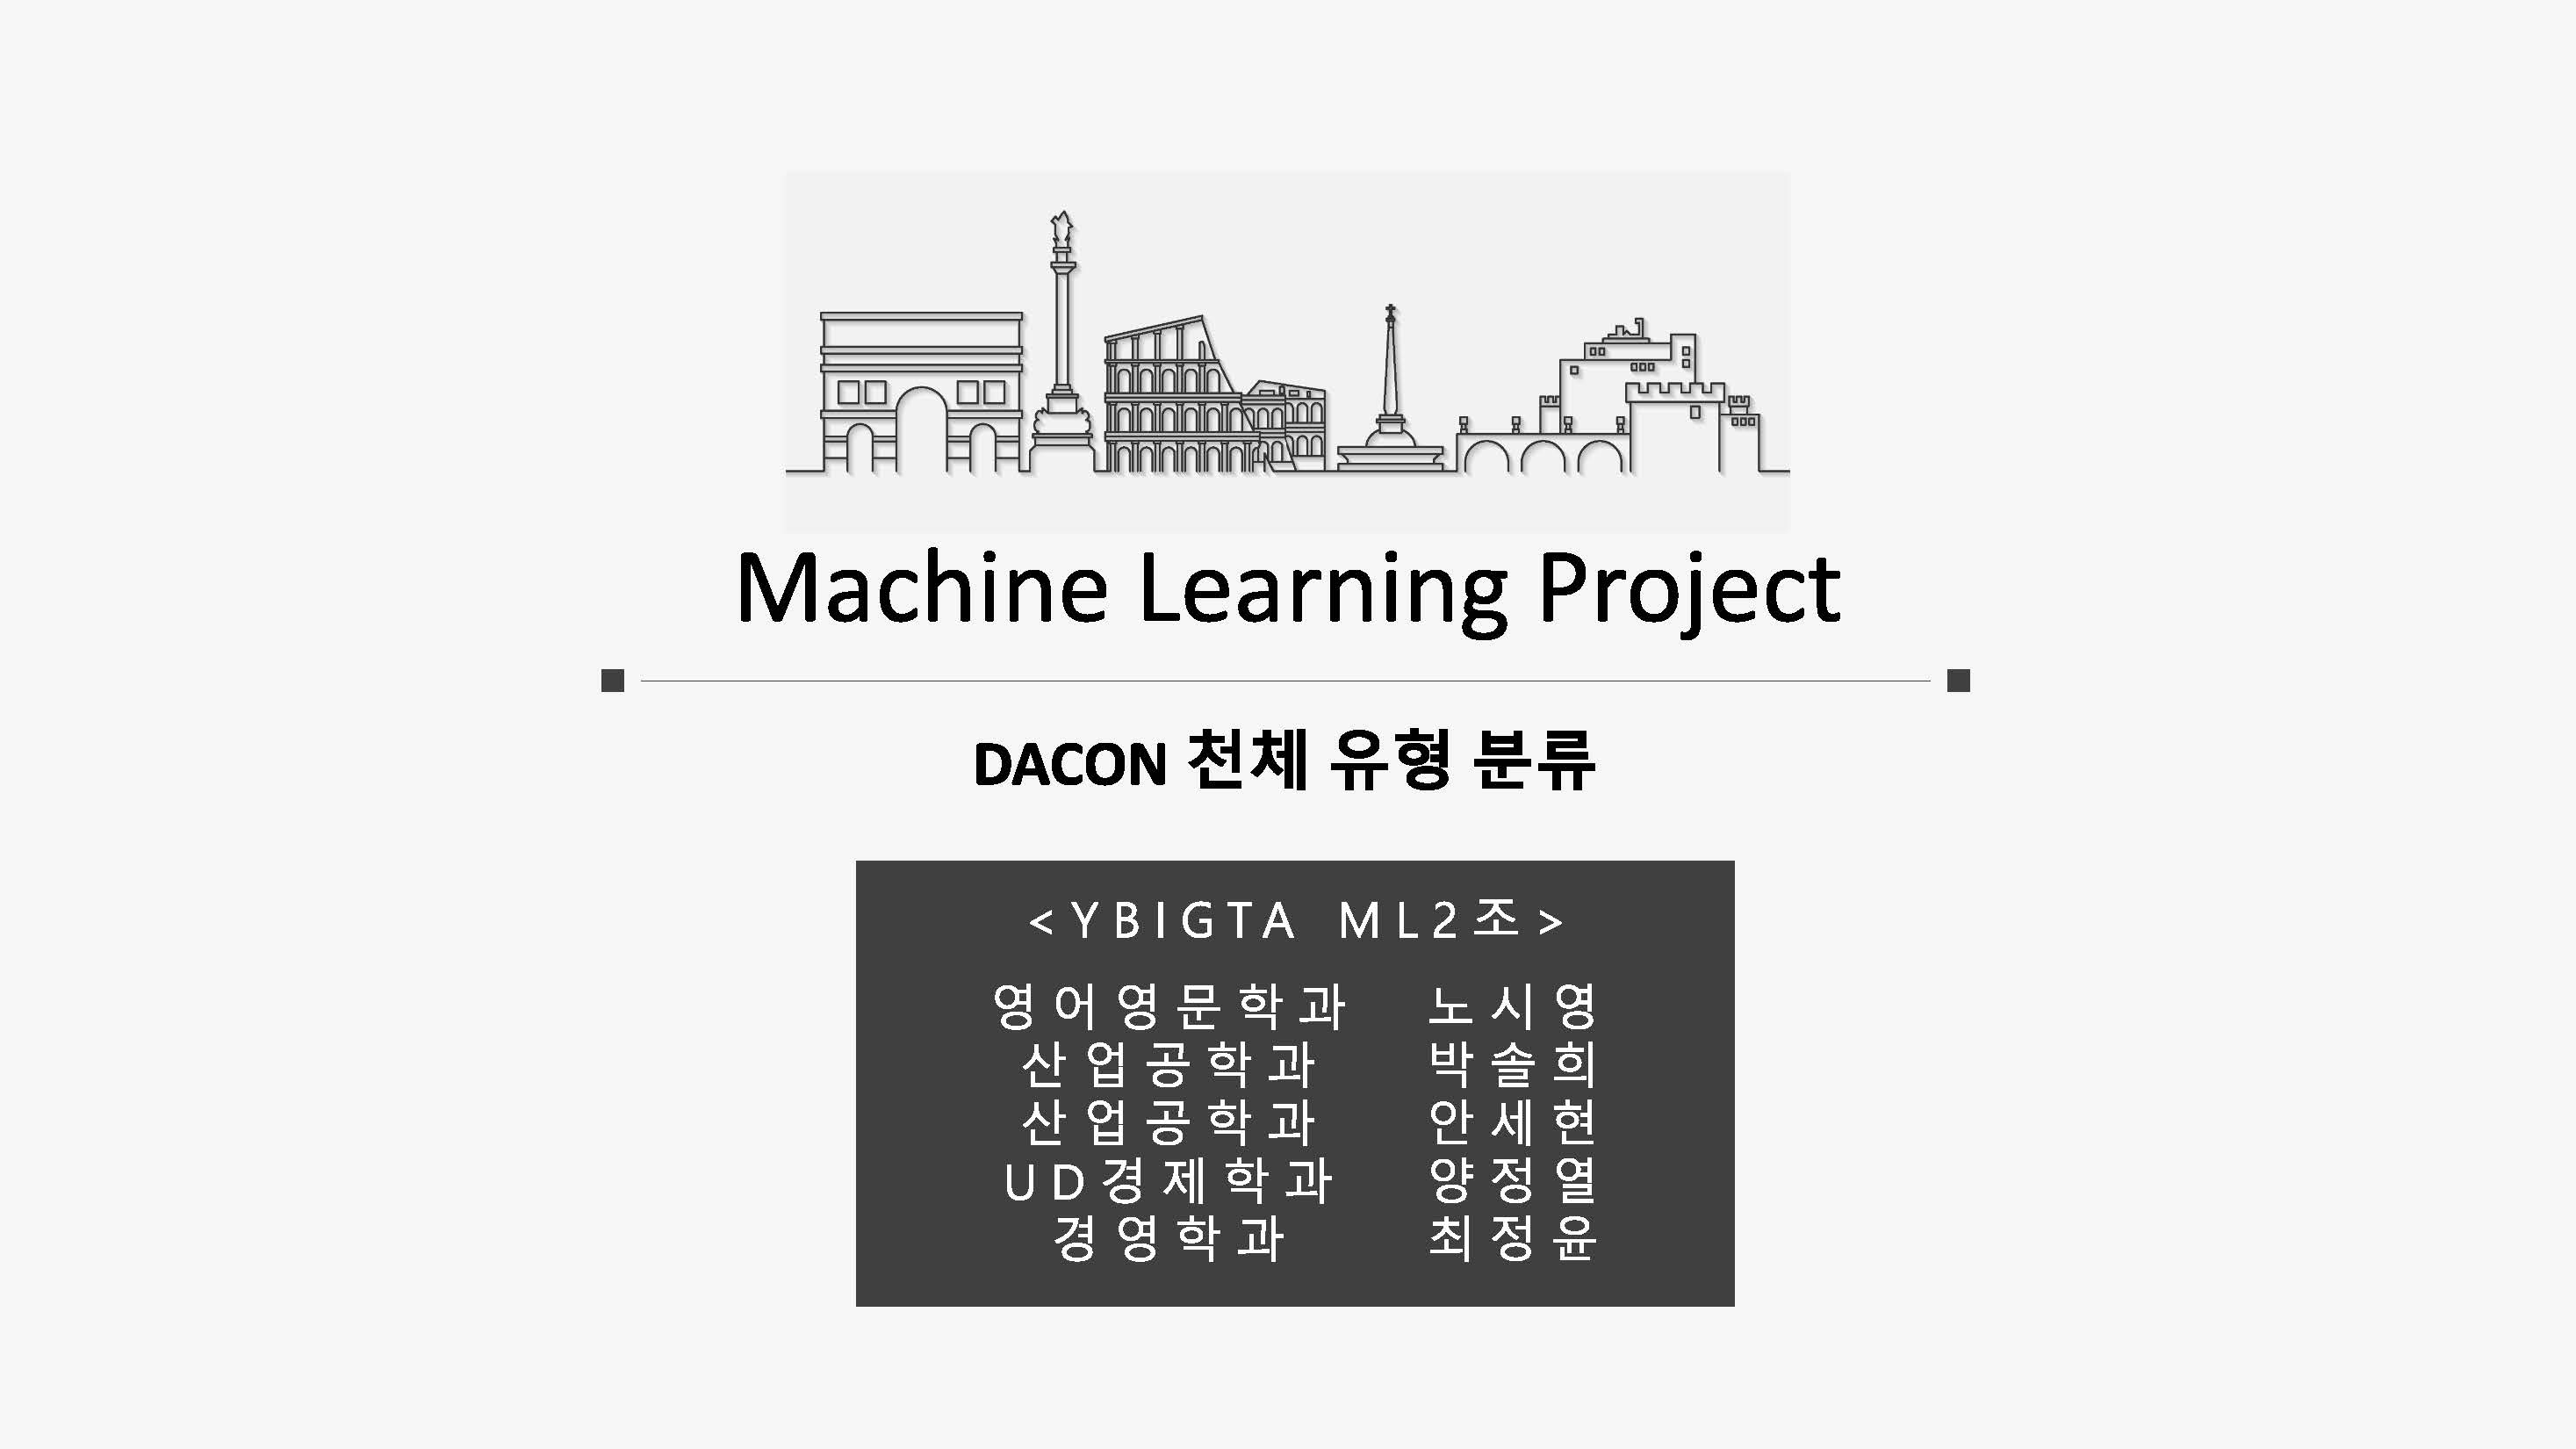 Machine Learning Project
DACON 천체 유형 분류
< YBIGTA ML2조 >
영어영문학과 노시영
산업공학과 박솔희
산업공학과 안세현
UD경제학과 양정열
경영학과 최정윤